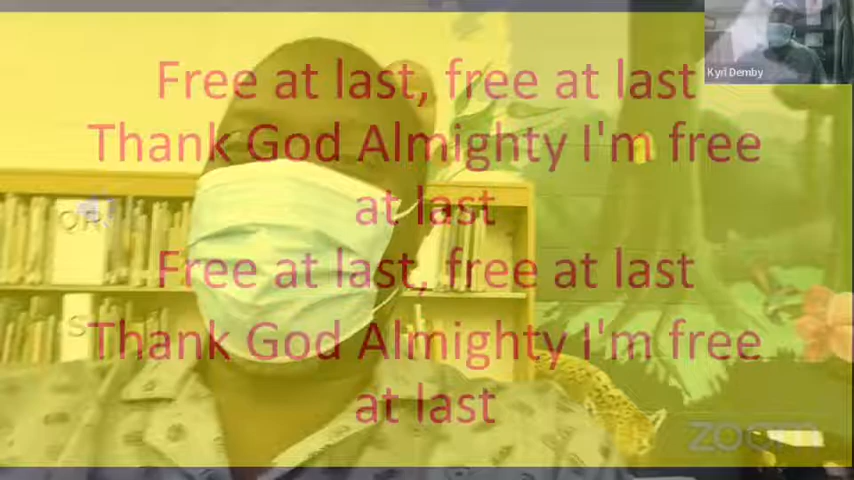 Kyrl Demby
Free at last, free at last
Thank God Almighty I'm free
at last
Free at last, free at last
Thank God Almighty I'm free
at last
zoom